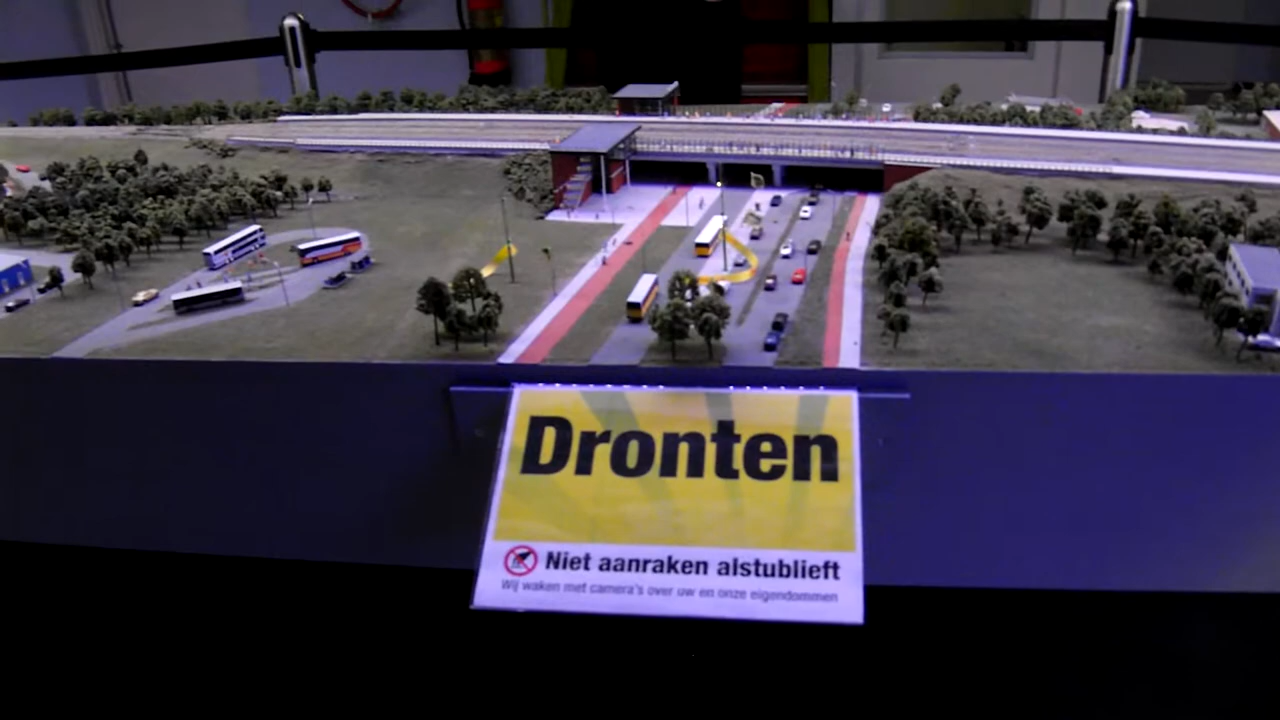 Dronten
Niet aanraken alstublieft
Wij waken met camera's over uw en onze eigendommen